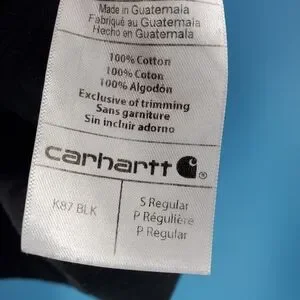 Made in Guatemala
Fabriqué au Guatemala
Hecho en Guatemala
100% Cotton
100% Coton
100% Algodón
Exclusive of trimming
Sans garniture
Sin incluir adorno
carhartt ®
K87 BLK
S Regular
P Régulière
P Regular